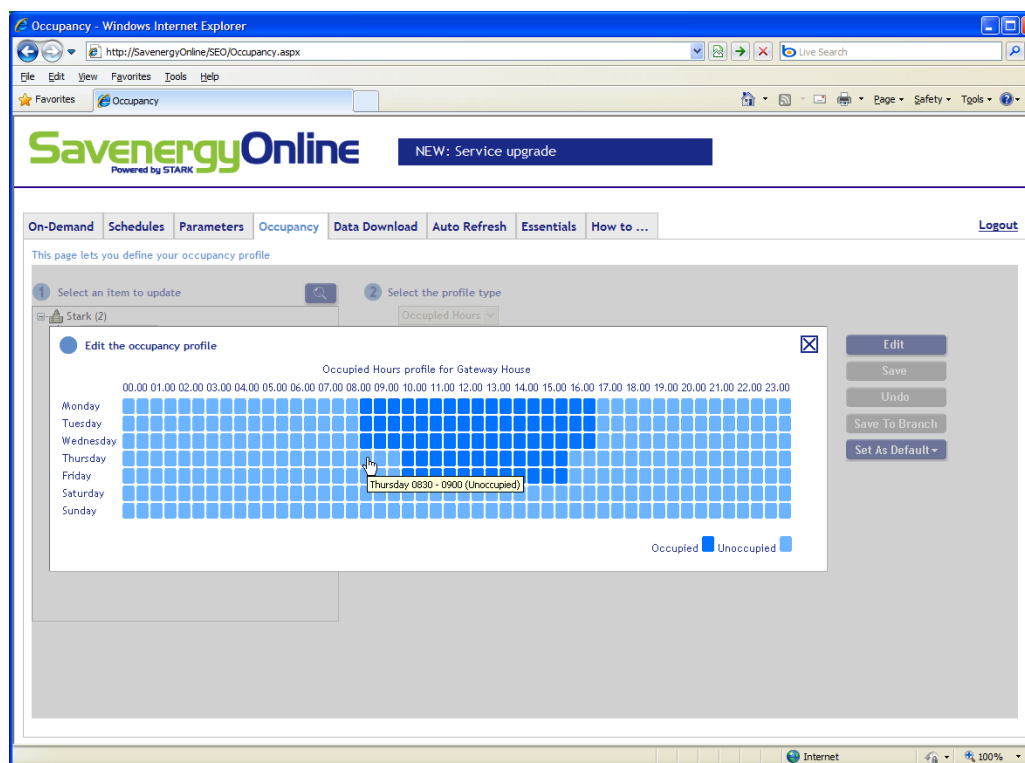 Occupancy - Windows Internet Explorer
http://SavenergyOnline/SEO/Occupancy.aspx
Live Search
File Edit View Favorites Tools Help
Favorites
Occupancy
Page Safety Tools
SavenergyOnline
Powered by STARK
NEW: Service upgrade
On-Demand Schedules Parameters Occupancy Data Download Auto Refresh Essentials How to ... Logout
This page lets you define your occupancy profile
1 Select an item to update
2 Select the profile type
Stark (2)
Occupied Hours
Edit the occupancy profile
Occupied Hours profile for Gateway House
00.00 01.00 02.00 03.00 04.00 05.00 06.00 07.00 08.00 09.00 10.00 11.00 12.00 13.00 14.00 15.00 16.00 17.00 18.00 19.00 20.00 21.00 22.00 23.00
Monday
Tuesday
Wednesday
Thursday
Friday
Saturday
Sunday
Thursday 0830 - 0900 (Unoccupied)
Occupied Unoccupied
Edit
Save
Undo
Save To Branch
Set As Default
Internet
100%